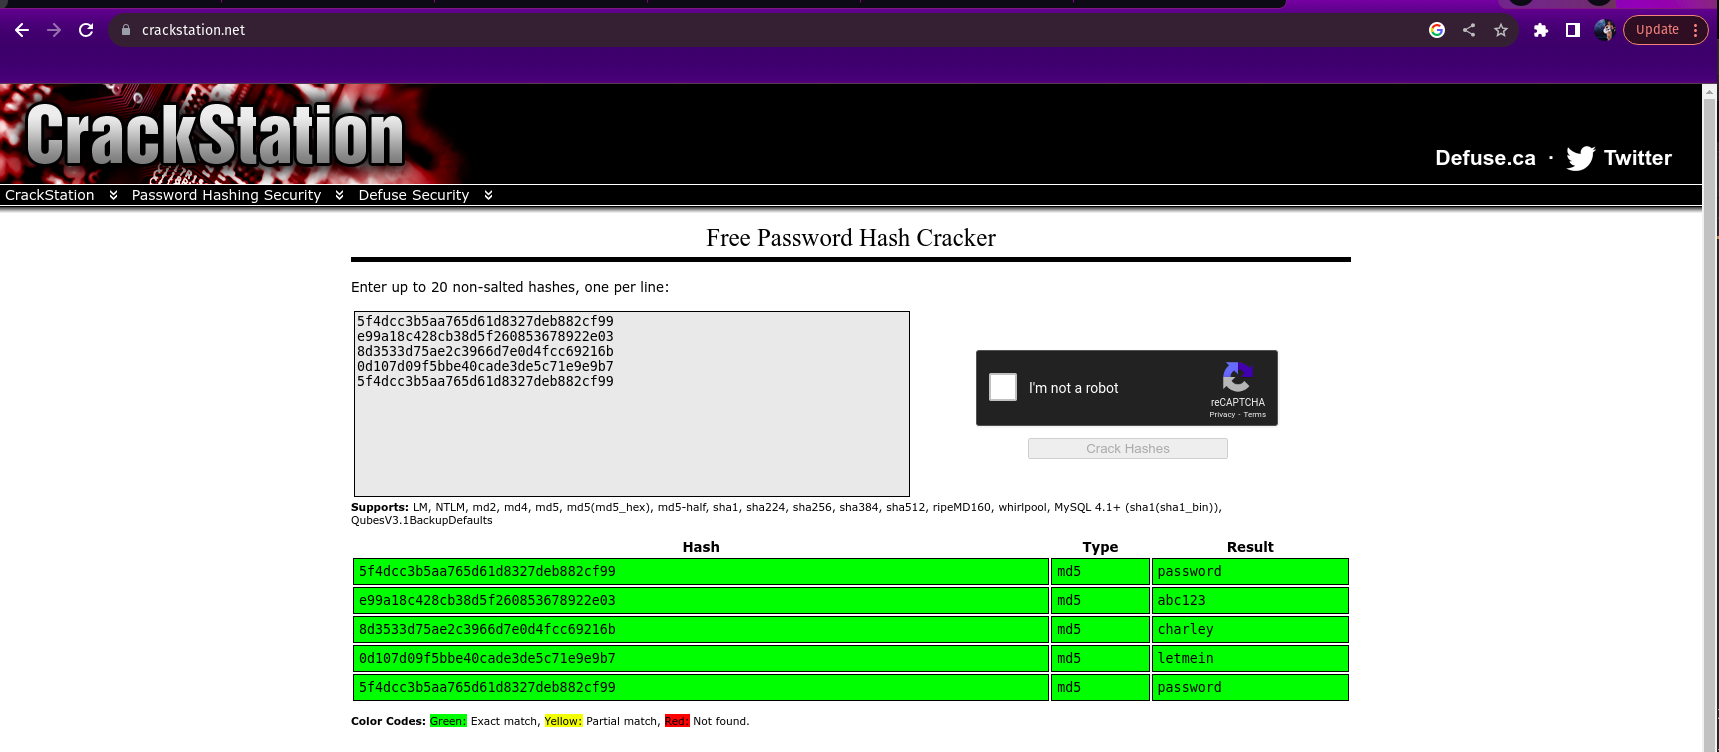 crackstation.net
Update
CrackStation
Defuse.ca · Twitter
CrackStation Password Hashing Security Defuse Security
Free Password Hash Cracker
Enter up to 20 non-salted hashes, one per line:
5f4dcc3b5aa765d61d8327deb882cf99
e99a18c428cb38d5f260853678922e03
8d3533d75ae2c3966d7e0d4fcc69216b
0d107d09f5bbe40cade3de5c71e9e9b7
5f4dcc3b5aa765d61d8327deb882cf99
I'm not a robot
reCAPTCHA
Privacy - Terms
Crack Hashes
Supports: LM, NTLM, md2, md4, md5, md5(md5_hex), md5-half, sha1, sha224, sha256, sha384, sha512, ripeMD160, whirlpool, MySQL 4.1+ (sha1(sha1_bin)),
QubesV3.1BackupDefaults
Hash Type Result
5f4dcc3b5aa765d61d8327deb882cf99 md5 password
e99a18c428cb38d5f260853678922e03 md5 abc123
8d3533d75ae2c3966d7e0d4fcc69216b md5 charley
0d107d09f5bbe40cade3de5c71e9e9b7 md5 letmein
5f4dcc3b5aa765d61d8327deb882cf99 md5 password
Color Codes: Green: Exact match, Yellow: Partial match, Red: Not found.